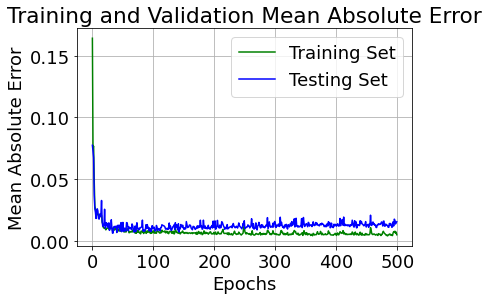 Training and Validation Mean Absolute Error
Mean Absolute Error
0.15
0.10
0.05
0.00
Training Set
Testing Set
0 100 200 300 400 500
Epochs